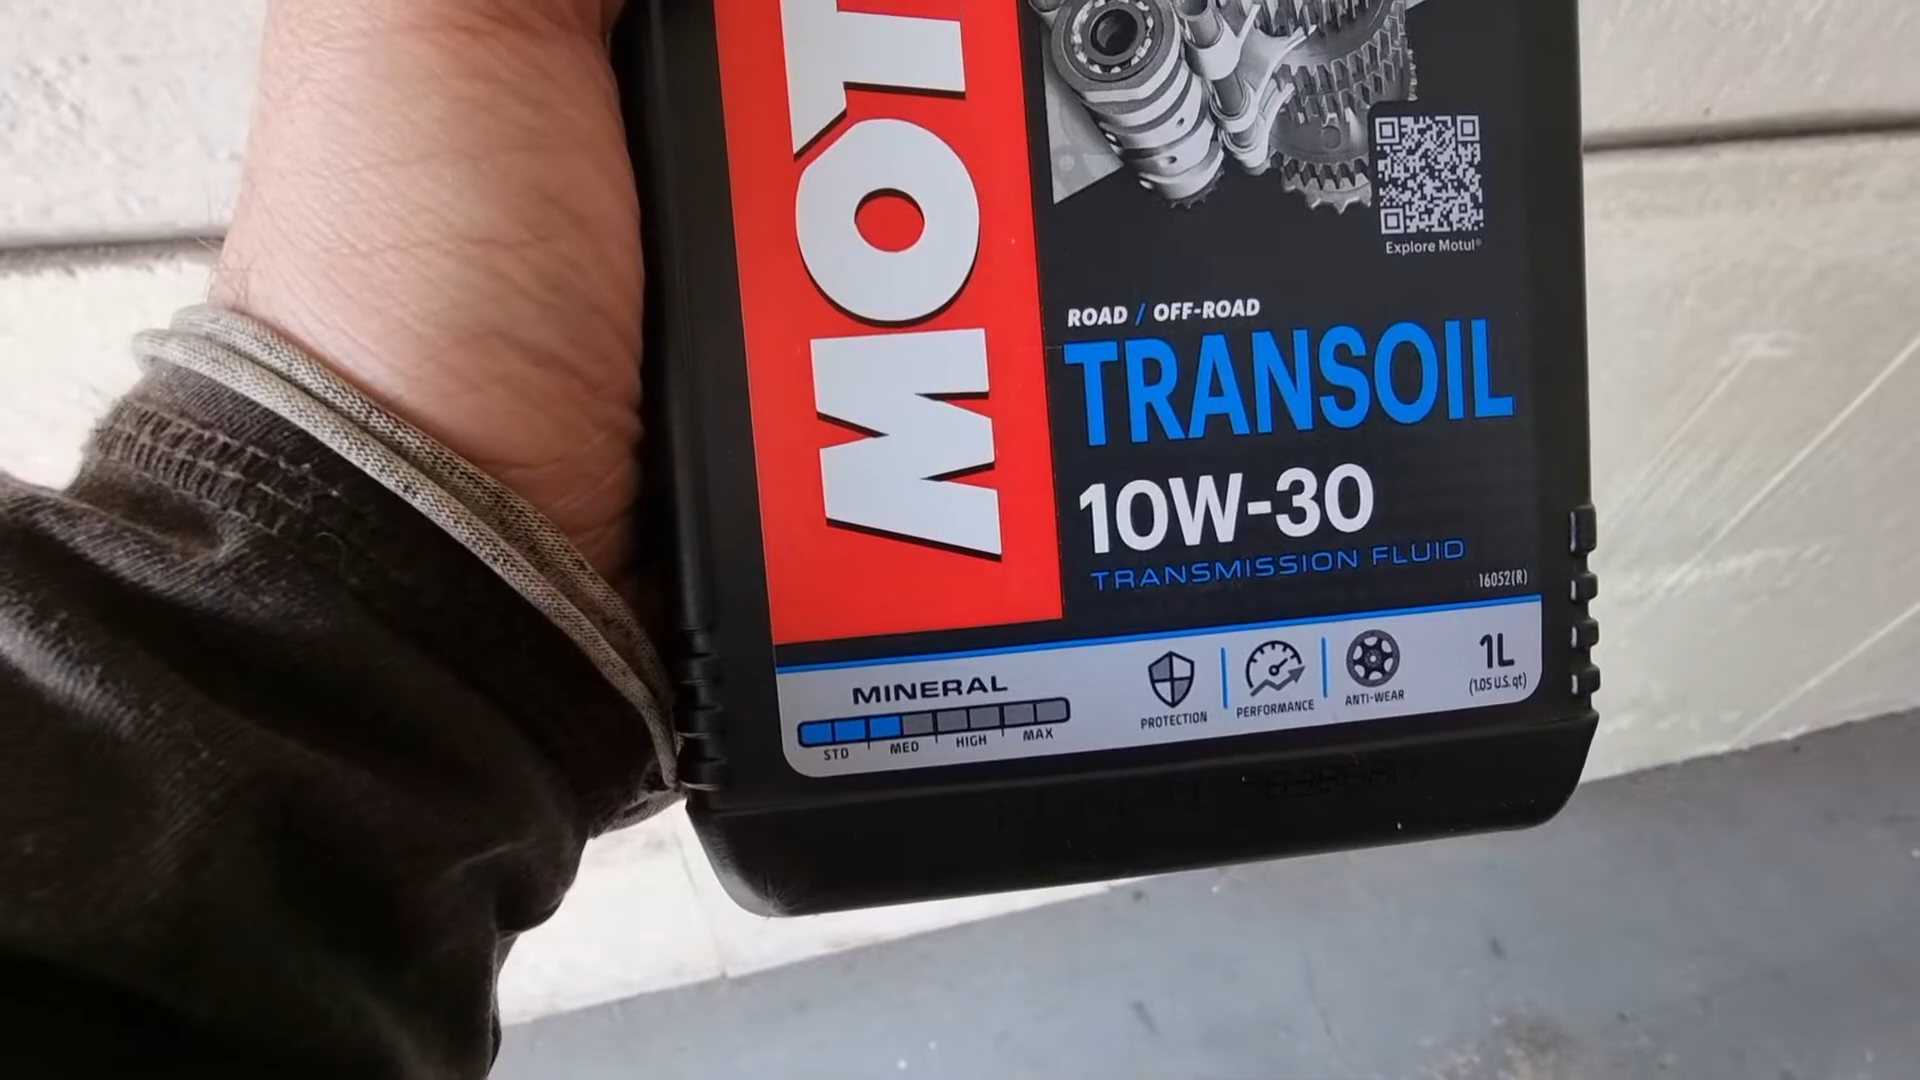 MOT
Explore Motul®
ROAD / OFF-ROAD
TRANSOIL
10W-30
TRANSMISSION FLUID
16052(R)
MINERAL
STD MED HIGH MAX
PROTECTION
PERFORMANCE
ANTI-WEAR
1L
(1.05 U.S. qt)